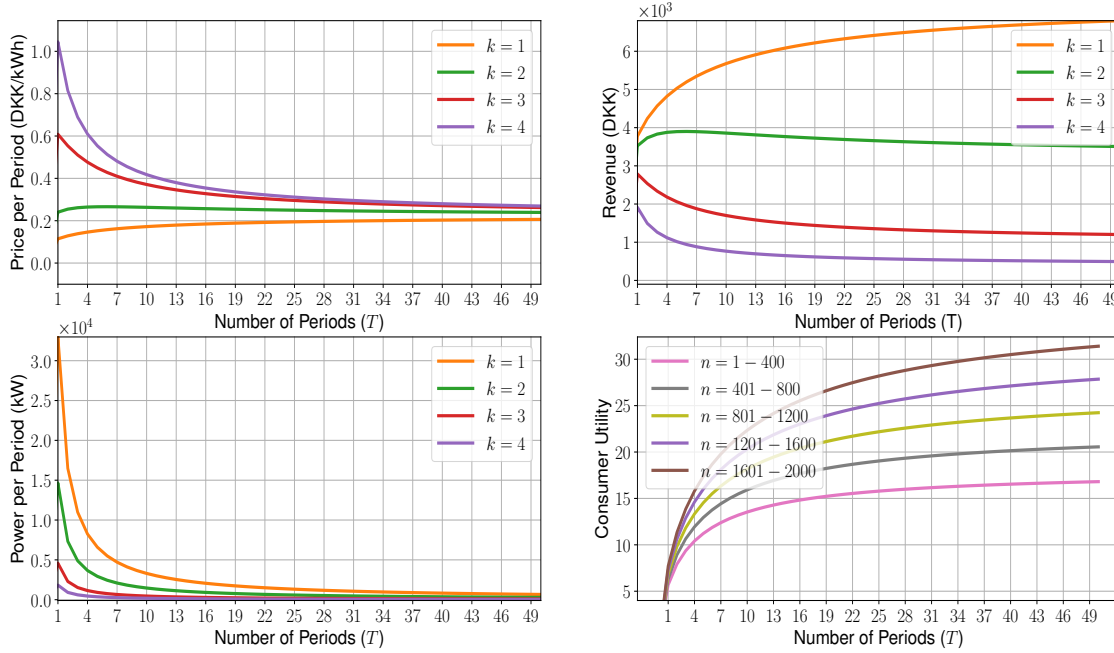 Price per Period (DKK/kWh)
1.0
0.8
0.6
0.4
0.2
0.0
k = 1
k = 2
k = 3
k = 4
1 4 7 10 13 16 19 22 25 28 31 34 37 40 43 46 49
Number of Periods (T)
×10³
Revenue (DKK)
6
5
4
3
2
1
0
k = 1
k = 2
k = 3
k = 4
1 4 7 10 13 16 19 22 25 28 31 34 37 40 43 46 49
Number of Periods (T)
×10⁴
Power per Period (kW)
3.0
2.5
2.0
1.5
1.0
0.5
0.0
k = 1
k = 2
k = 3
k = 4
1 4 7 10 13 16 19 22 25 28 31 34 37 40 43 46 49
Number of Periods (T)
Consumer Utility
30
25
20
15
10
5
n = 1 − 400
n = 401 − 800
n = 801 − 1200
n = 1201 − 1600
n = 1601 − 2000
1 4 7 10 13 16 19 22 25 28 31 34 37 40 43 46 49
Number of Periods (T)